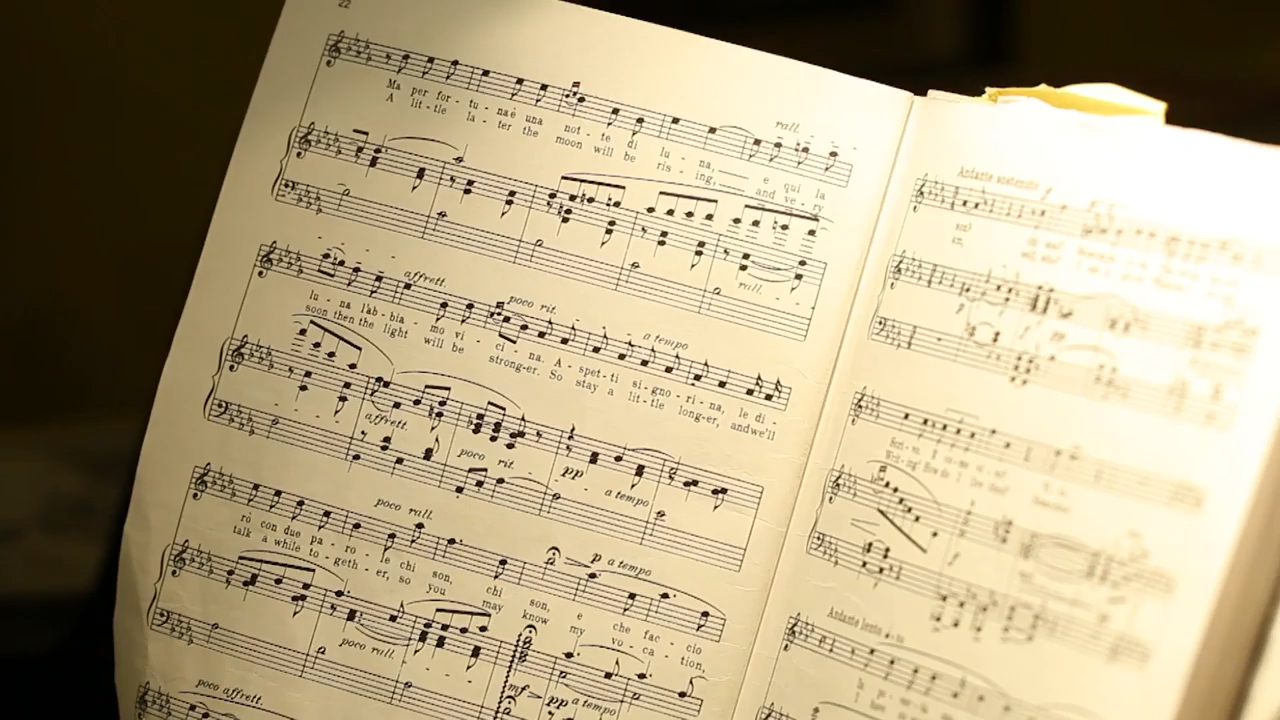 22
rall.
Ma per for - tu - naè una not - te di lu - na, e qui la
A lit - tle la - ter the moon will be ris - ing, and ve - ry
rall.
affrett. poco rit. a tempo
lu - na l'ab - bia - mo vi - ci - na. A - spet - ti si - gno - ri - na, le di -
soon then the light will be strong-er. So stay a lit - tle long-er, andwe'll
affrett. poco rit. pp a tempo
poco rall. p a tempo
rò con due pa - ro - le chi son, chi son, e che fac - cio
talk a while to - geth - er, so you may know my vo - ca - tion,
poco rall. mf pp a tempo
poco affrett.
Andante sostenuto
son?
p f
f
Andante lento